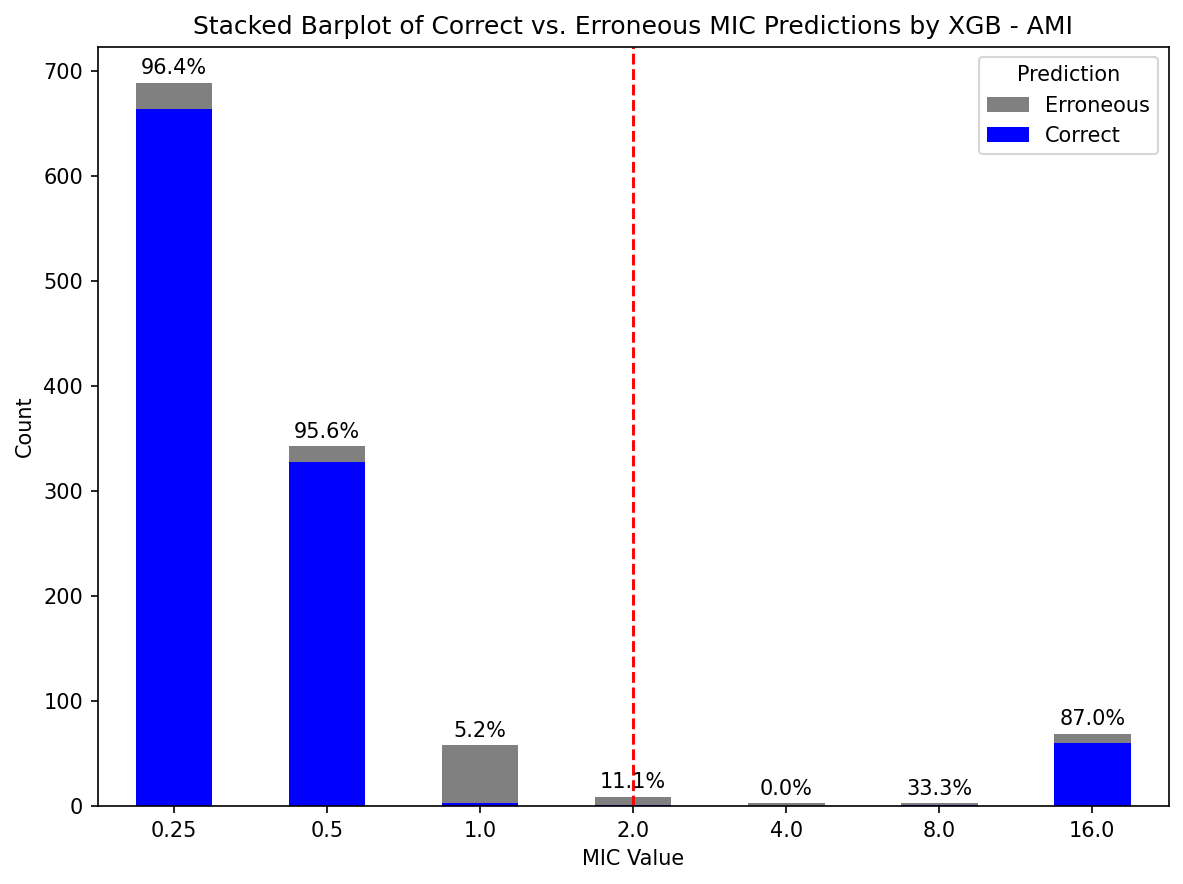 Stacked Barplot of Correct vs. Erroneous MIC Predictions by XGB - AMI
Prediction
Erroneous
Correct
Count
700
600
500
400
300
200
100
0
96.4%
95.6%
5.2%
11.1%
0.0%
33.3%
87.0%
0.25 0.5 1.0 2.0 4.0 8.0 16.0
MIC Value